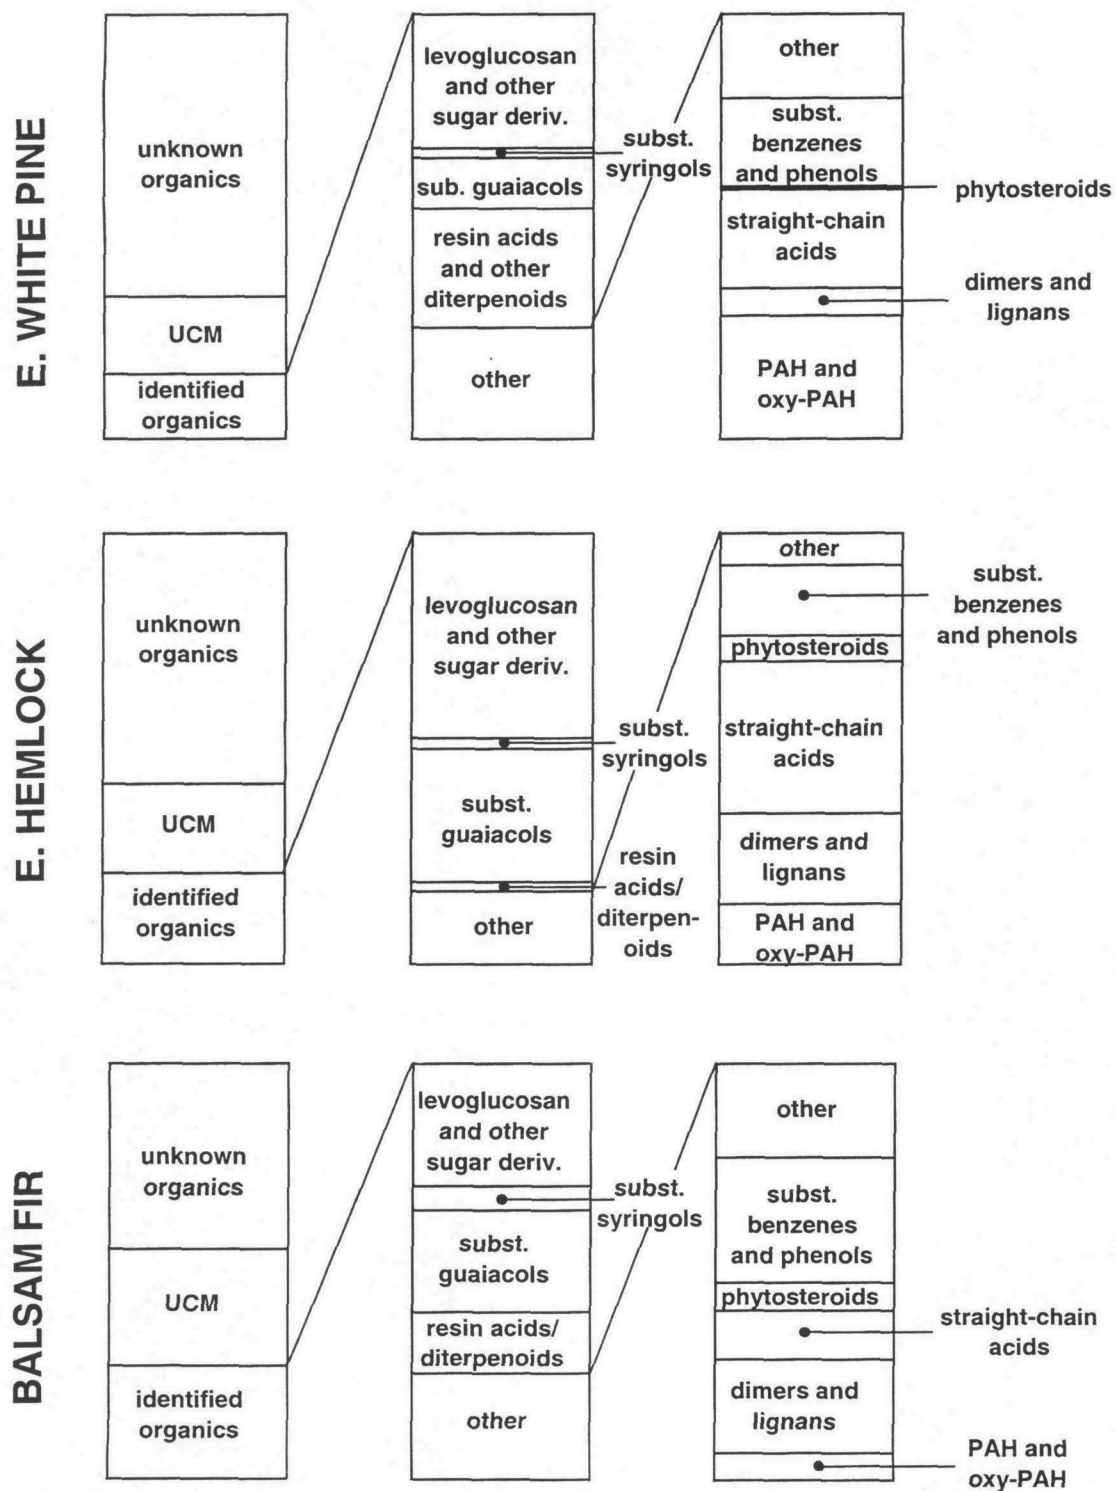 E. WHITE PINE
unknown
organics
UCM
identified
organics
levoglucosan
and other
sugar deriv.
subst.
syringols
sub. guaiacols
resin acids
and other
diterpenoids
other
other
subst.
benzenes
and phenols
phytosteroids
straight-chain
acids
dimers and
lignans
PAH and
oxy-PAH
E. HEMLOCK
unknown
organics
UCM
identified
organics
levoglucosan
and other
sugar deriv.
subst.
syringols
subst.
guaiacols
resin
acids/
diterpen-
oids
other
other
subst.
benzenes
and phenols
phytosteroids
straight-chain
acids
dimers and
lignans
PAH and
oxy-PAH
BALSAM FIR
unknown
organics
UCM
identified
organics
levoglucosan
and other
sugar deriv.
subst.
syringols
subst.
guaiacols
resin acids/
diterpenoids
other
other
subst.
benzenes
and phenols
phytosteroids
straight-chain
acids
dimers and
lignans
PAH and
oxy-PAH